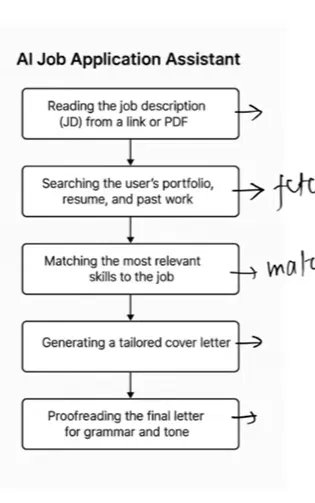 AI Job Application Assistant
Reading the job description
(JD) from a link or PDF
Searching the user's portfolio,
resume, and past work
Matching the most relevant
skills to the job
Generating a tailored cover letter
Proofreading the final letter
for grammar and tone